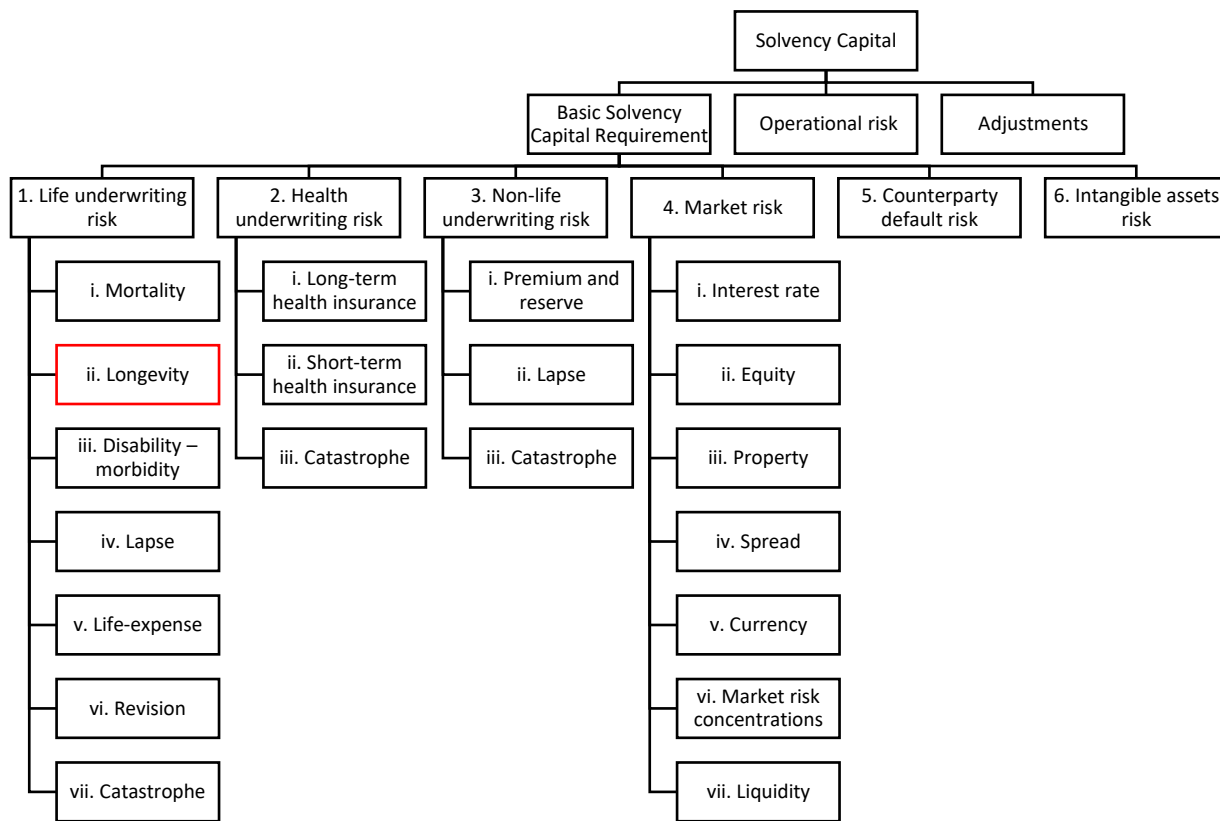 Solvency Capital
Basic Solvency
Capital Requirement
Operational risk
Adjustments
1. Life underwriting
risk
2. Health
underwriting risk
3. Non-life
underwriting risk
4. Market risk
5. Counterparty
default risk
6. Intangible assets
risk
i. Mortality
ii. Longevity
iii. Disability –
morbidity
iv. Lapse
v. Life-expense
vi. Revision
vii. Catastrophe
i. Long-term
health insurance
ii. Short-term
health insurance
iii. Catastrophe
i. Premium and
reserve
ii. Lapse
iii. Catastrophe
i. Interest rate
ii. Equity
iii. Property
iv. Spread
v. Currency
vi. Market risk
concentrations
vii. Liquidity